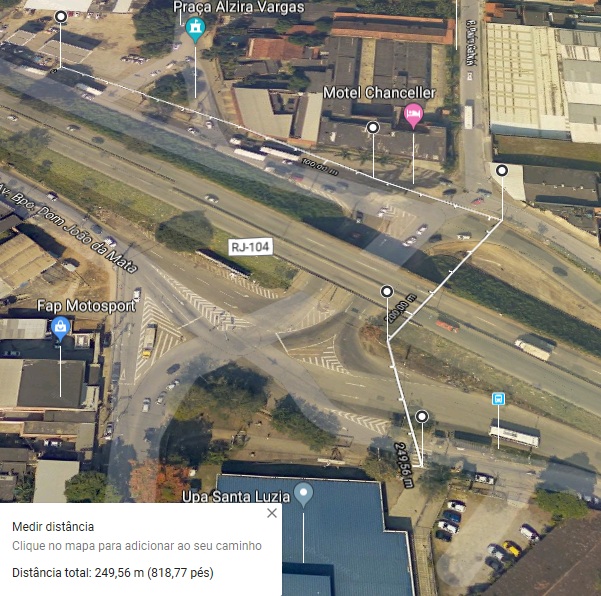 Praça Alzira Vargas
Motel Chanceller
100,00 m
RJ-104
Av. Bpo. Dom João da Mata
Fap Motosport
100,00 m
249,56 m
Upa Santa Luzia
Medir distância
Clique no mapa para adicionar ao seu caminho
Distância total: 249,56 m (818,77 pés)